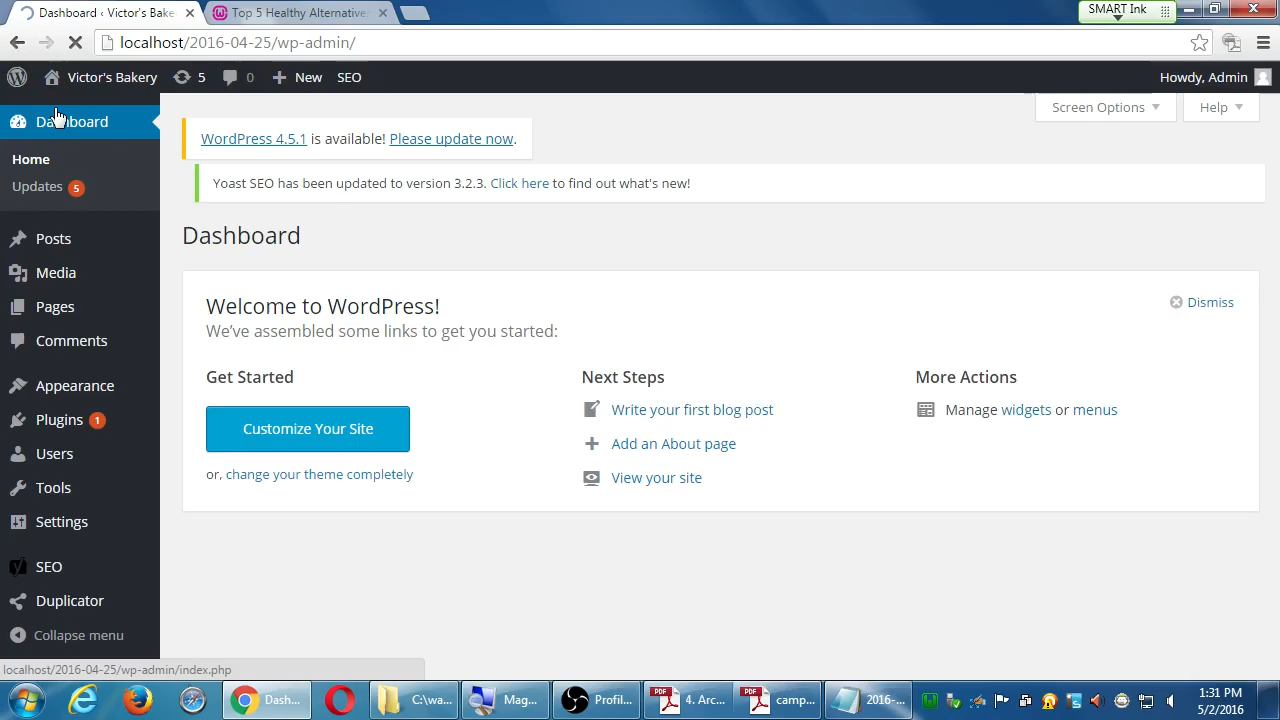 Dashboard ‹ Victor's Bake
Top 5 Healthy Alternative
SMART Ink
localhost/2016-04-25/wp-admin/
Victor's Bakery
5
0
New
SEO
Howdy, Admin
Dashboard
Screen Options
Help
WordPress 4.5.1 is available! Please update now.
Home
Updates 5
Yoast SEO has been updated to version 3.2.3. Click here to find out what's new!
Dashboard
Posts
Media
Pages
Comments
Appearance
Plugins 1
Users
Tools
Settings
SEO
Duplicator
Collapse menu
Welcome to WordPress!
Dismiss
We've assembled some links to get you started:
Get Started
Customize Your Site
or, change your theme completely
Next Steps
Write your first blog post
Add an About page
View your site
More Actions
Manage widgets or menus
localhost/2016-04-25/wp-admin/index.php
Dash...
C:\wa...
Mag...
Profil...
PDF
4. Arc...
PDF
camp...
2016-...
1:31 PM
5/2/2016